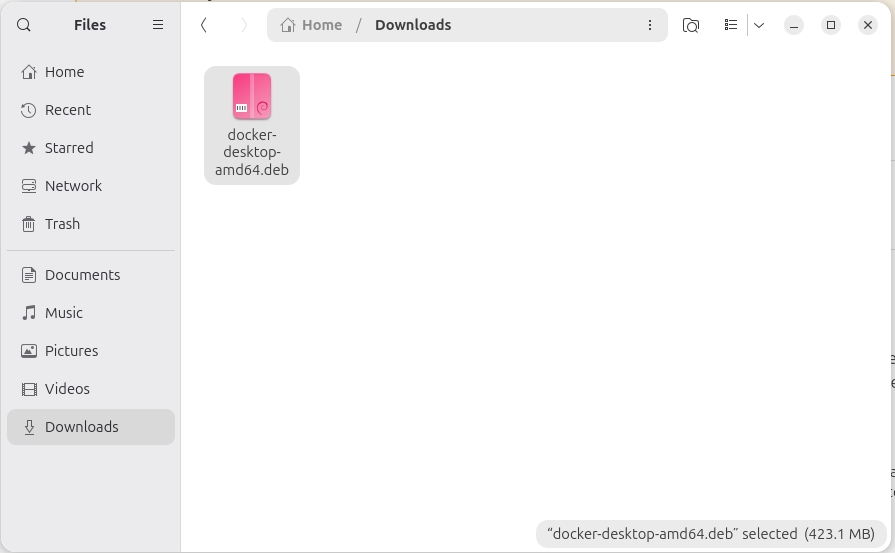 Files
Home / Downloads
Home
Recent
Starred
Network
Trash
Documents
Music
Pictures
Videos
Downloads
docker-
desktop-
amd64.deb
“docker-desktop-amd64.deb” selected (423.1 MB)